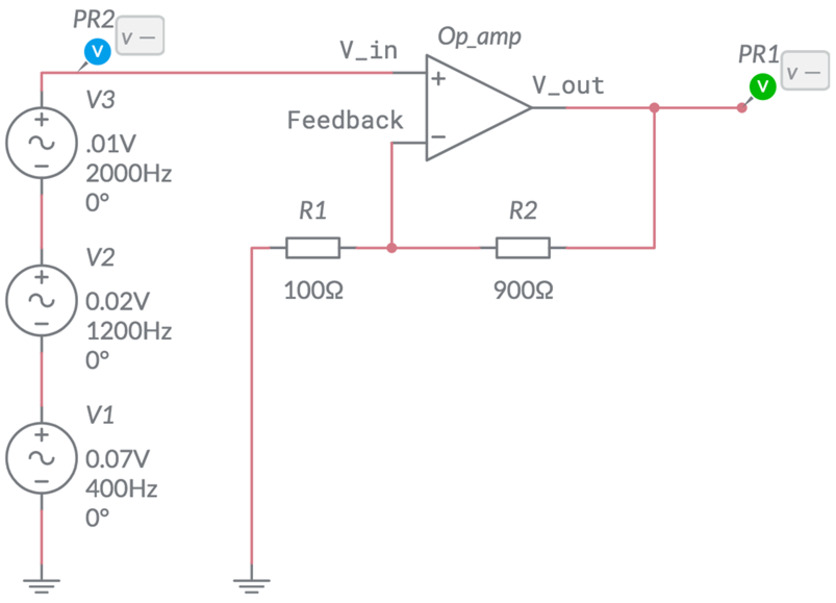 PR2
v —
V_in
Op_amp
PR1
v —
V
V
V_out
V3
+
.01V
2000Hz
0°
−
Feedback
+
−
R1
100Ω
R2
900Ω
V2
+
0.02V
1200Hz
0°
−
V1
+
0.07V
400Hz
0°
−